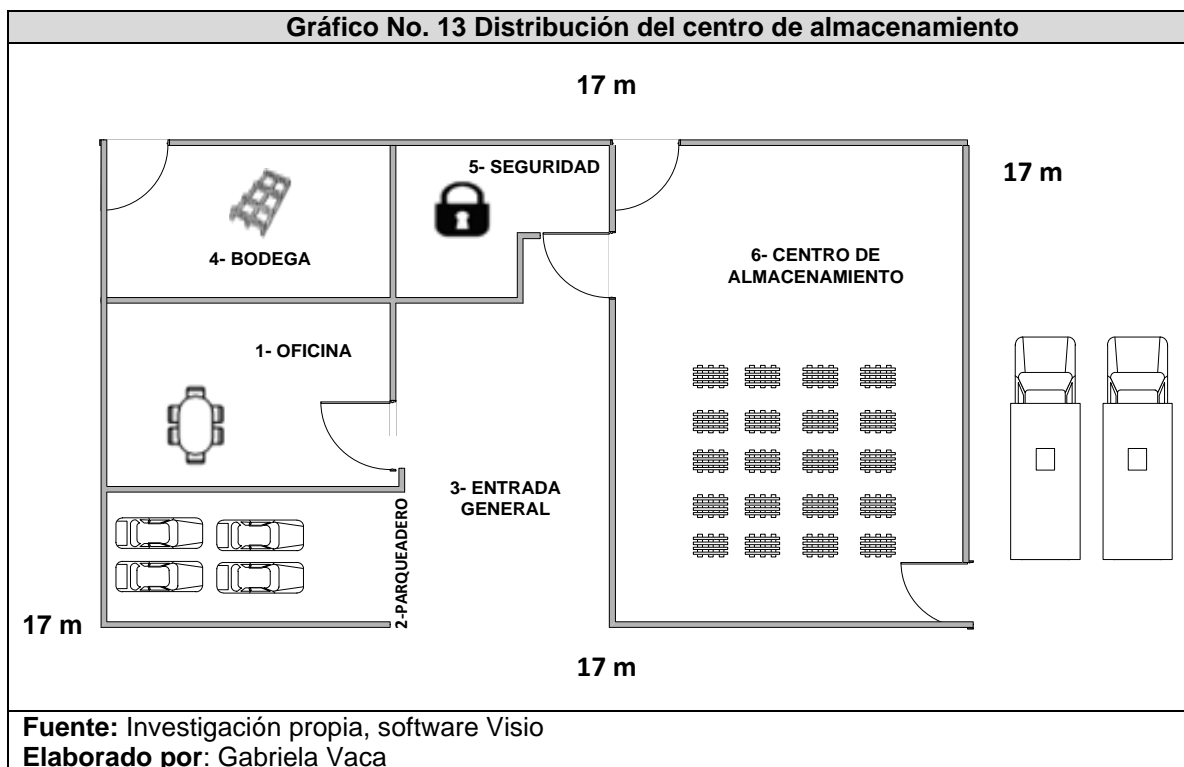 Gráfico No. 13 Distribución del centro de almacenamiento
17 m
17 m
5- SEGURIDAD
4- BODEGA
6- CENTRO DE
ALMACENAMIENTO
1- OFICINA
3- ENTRADA
GENERAL
2-PARQUEADERO
17 m
17 m
Fuente: Investigación propia, software Visio
Elaborado por: Gabriela Vaca